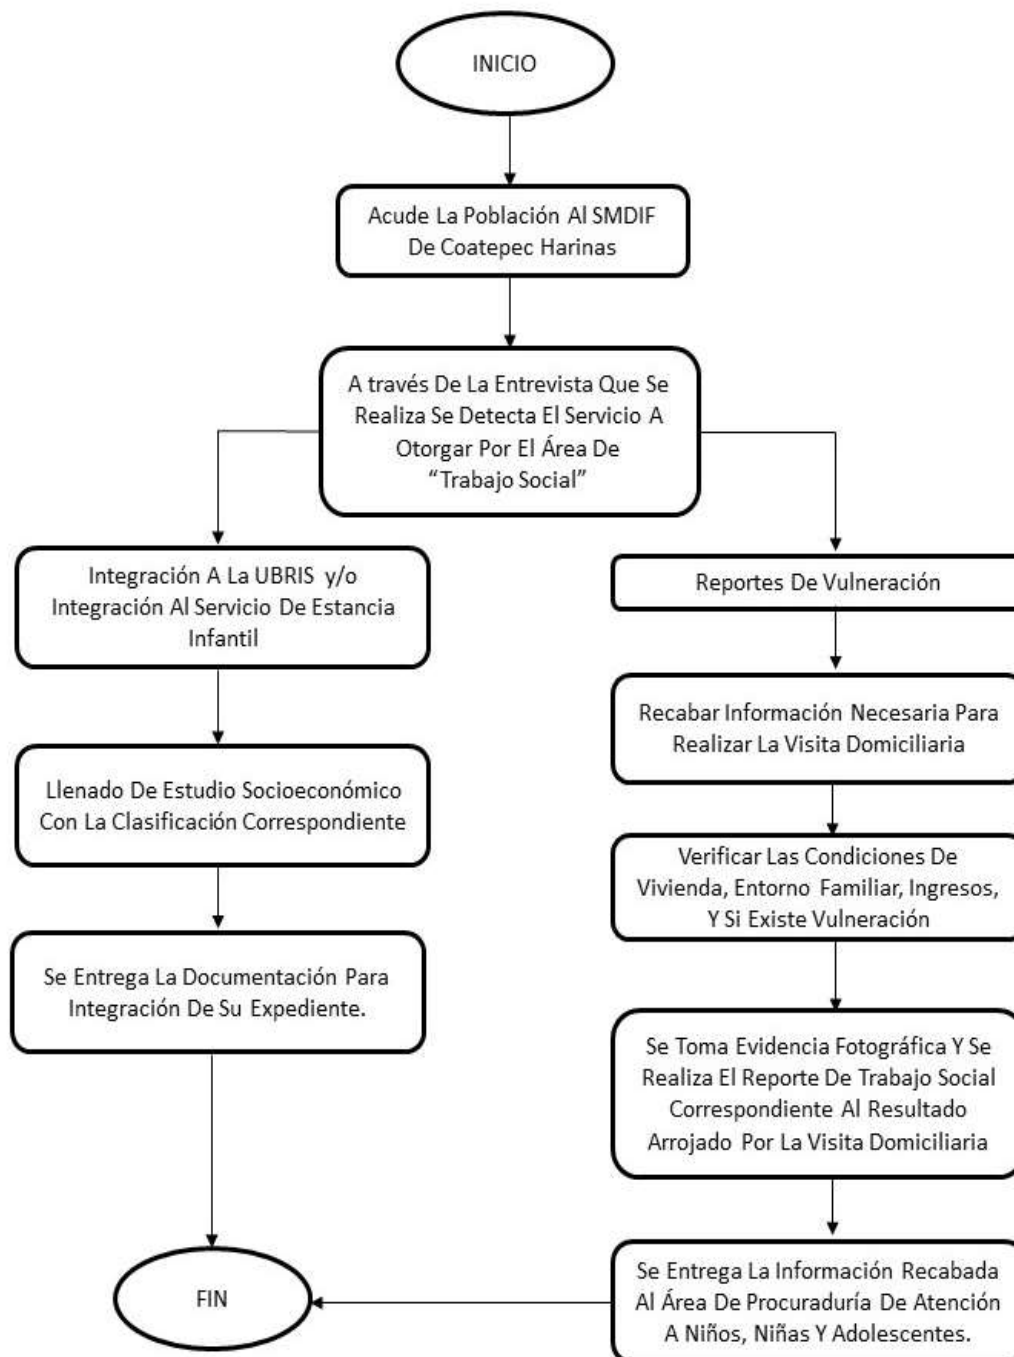 INICIO
Acude La Población Al SMDIF
De Coatepec Harinas
A través De La Entrevista Que Se
Realiza Se Detecta El Servicio A
Otorgar Por El Área De
“Trabajo Social”
Integración A La UBRIS y/o
Integración Al Servicio De Estancia
Infantil
Llenado De Estudio Socioeconómico
Con La Clasificación Correspondiente
Se Entrega La Documentación Para
Integración De Su Expediente.
Reportes De Vulneración
Recabar Información Necesaria Para
Realizar La Visita Domiciliaria
Verificar Las Condiciones De
Vivienda, Entorno Familiar, Ingresos,
Y Si Existe Vulneración
Se Toma Evidencia Fotográfica Y Se
Realiza El Reporte De Trabajo Social
Correspondiente Al Resultado
Arrojado Por La Visita Domiciliaria
Se Entrega La Información Recabada
Al Área De Procuraduría De Atención
A Niños, Niñas Y Adolescentes.
FIN